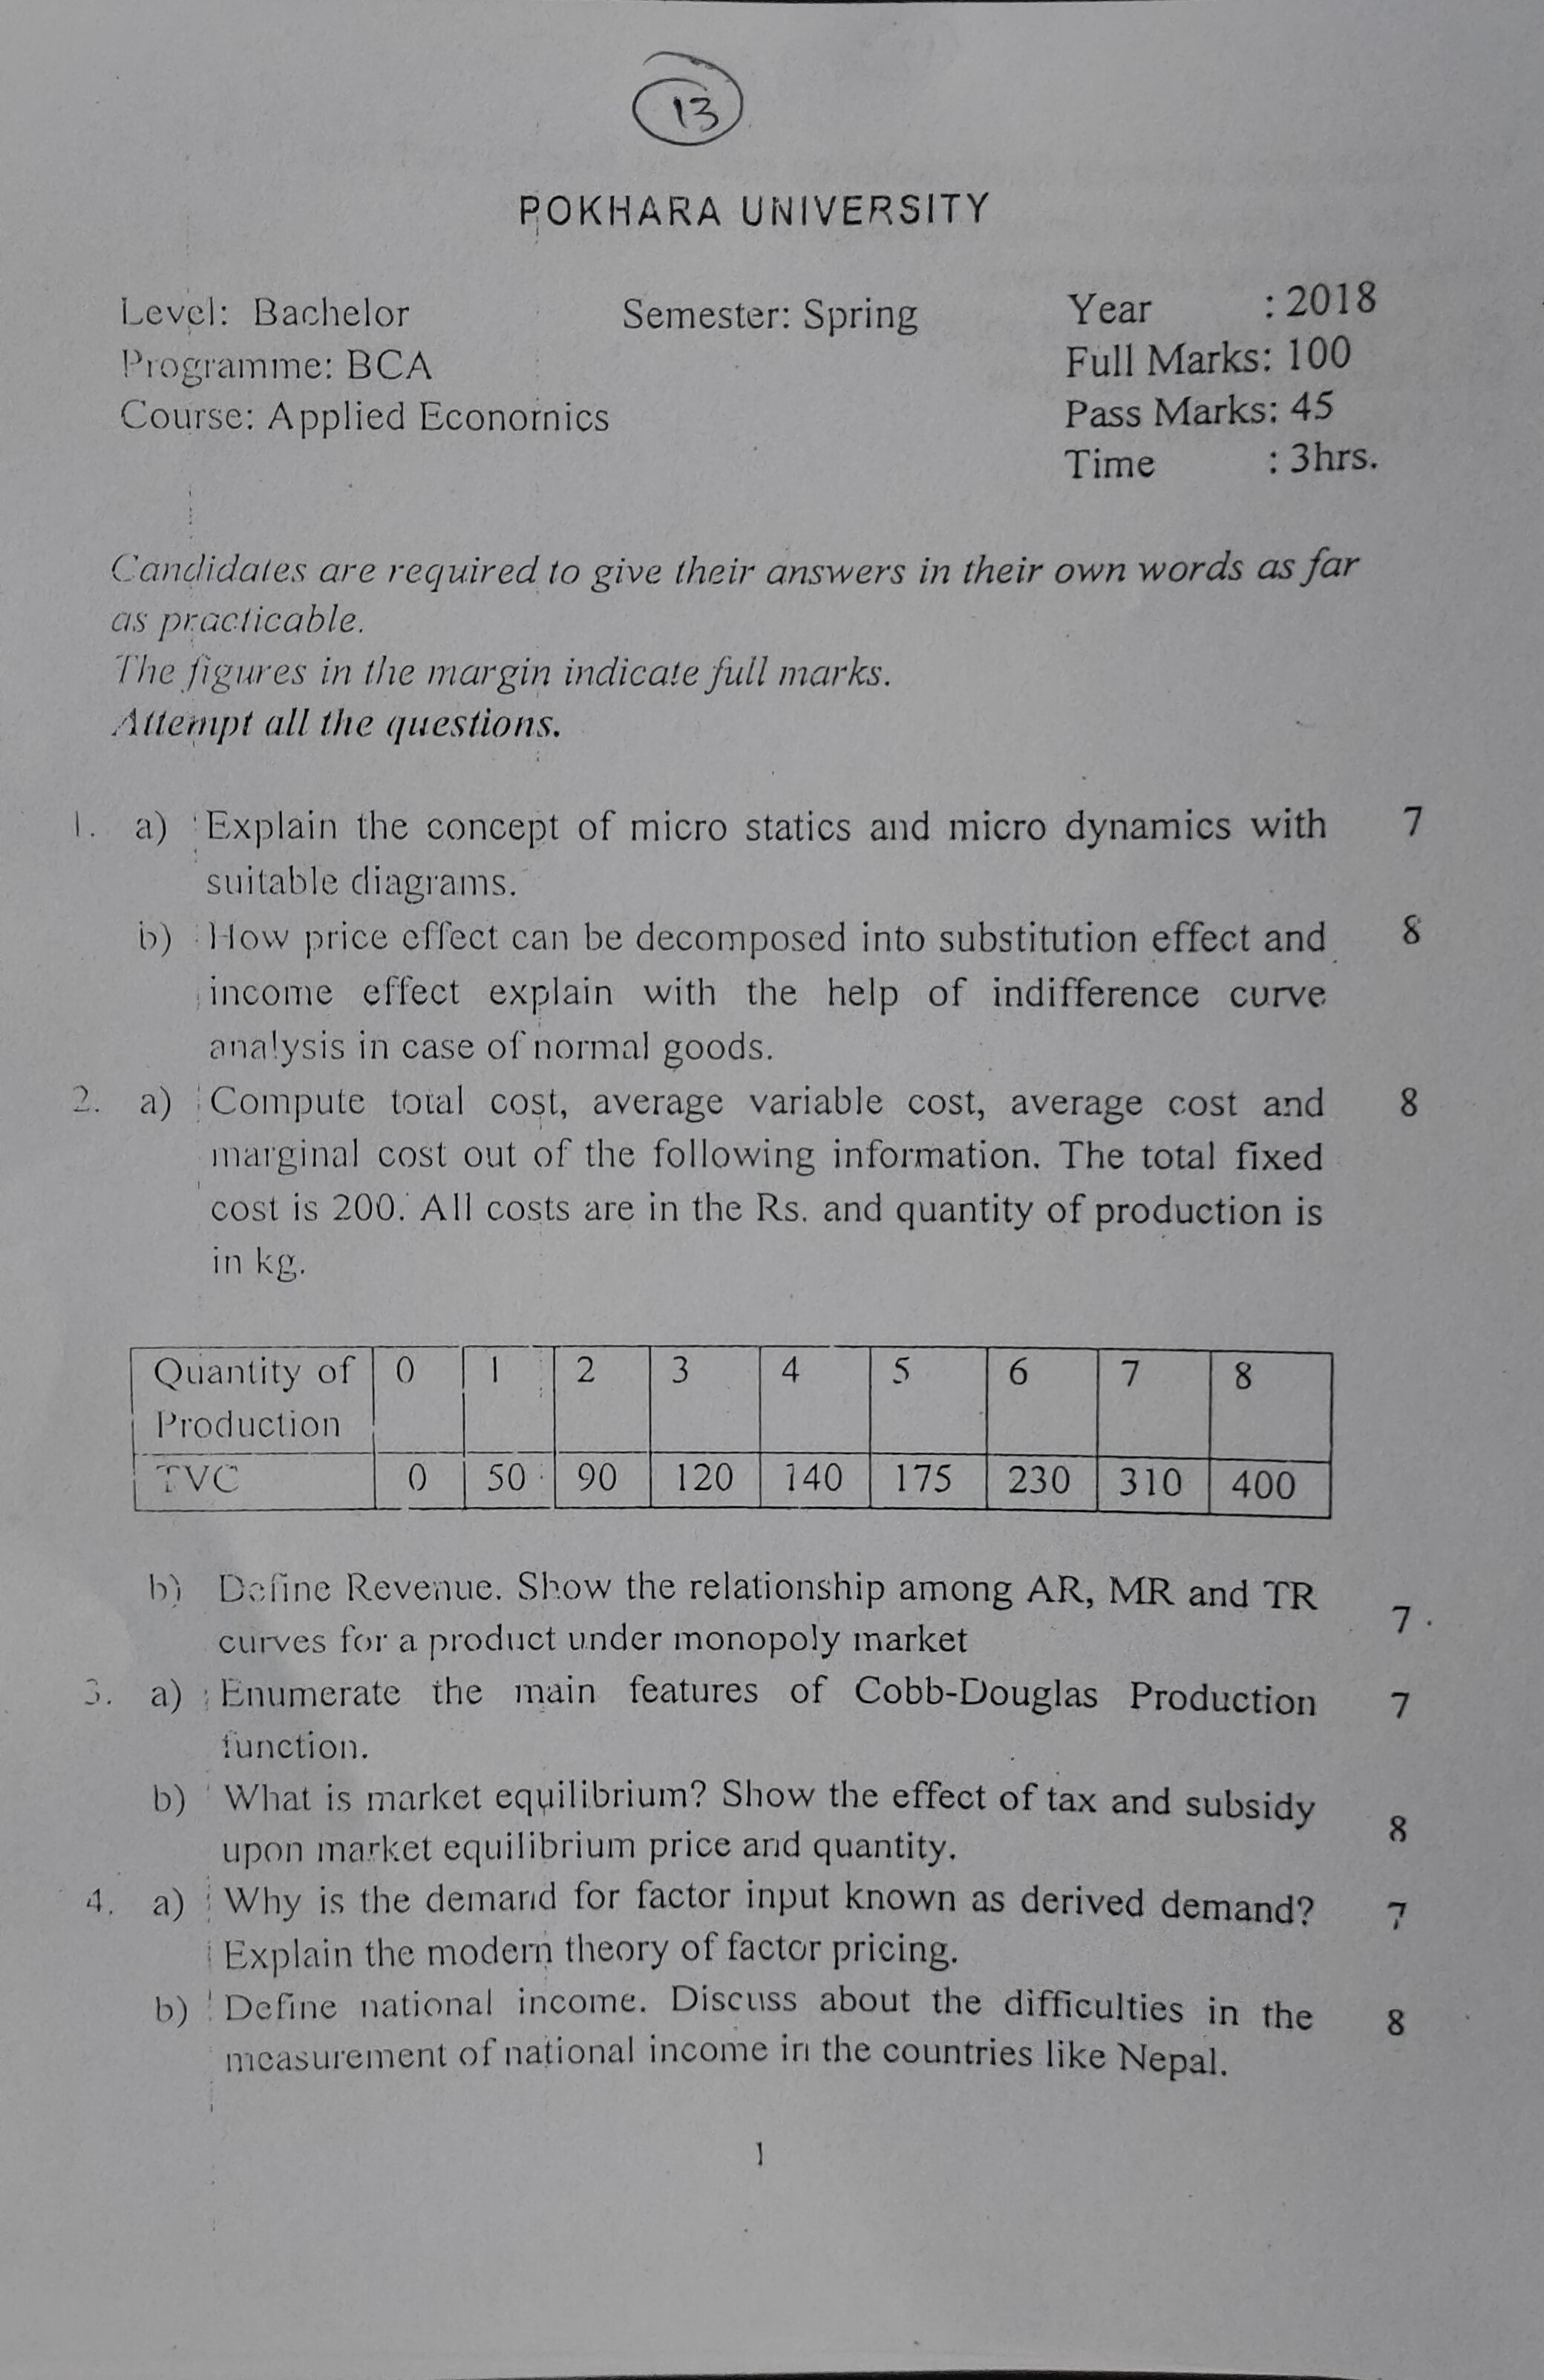 13
POKHARA UNIVERSITY
Level: Bachelor Semester: Spring Year : 2018
Programme: BCA Full Marks: 100
Course: Applied Economics Pass Marks: 45
Time : 3hrs.
Candidates are required to give their answers in their own words as far
as practicable.
The figures in the margin indicate full marks.
Attempt all the questions.
1. a) Explain the concept of micro statics and micro dynamics with 7
suitable diagrams.
b) How price effect can be decomposed into substitution effect and 8
income effect explain with the help of indifference curve
analysis in case of normal goods.
2. a) Compute total cost, average variable cost, average cost and 8
marginal cost out of the following information. The total fixed
cost is 200. All costs are in the Rs. and quantity of production is
in kg.
Quantity of 0 1 2 3 4 5 6 7 8
Production
TVC 0 50 90 120 140 175 230 310 400
b) Define Revenue. Show the relationship among AR, MR and TR
curves for a product under monopoly market 7
3. a) Enumerate the main features of Cobb-Douglas Production 7
function.
b) What is market equilibrium? Show the effect of tax and subsidy 8
upon market equilibrium price and quantity.
4. a) Why is the demand for factor input known as derived demand? 7
Explain the modern theory of factor pricing.
b) Define national income. Discuss about the difficulties in the 8
measurement of national income in the countries like Nepal.
1